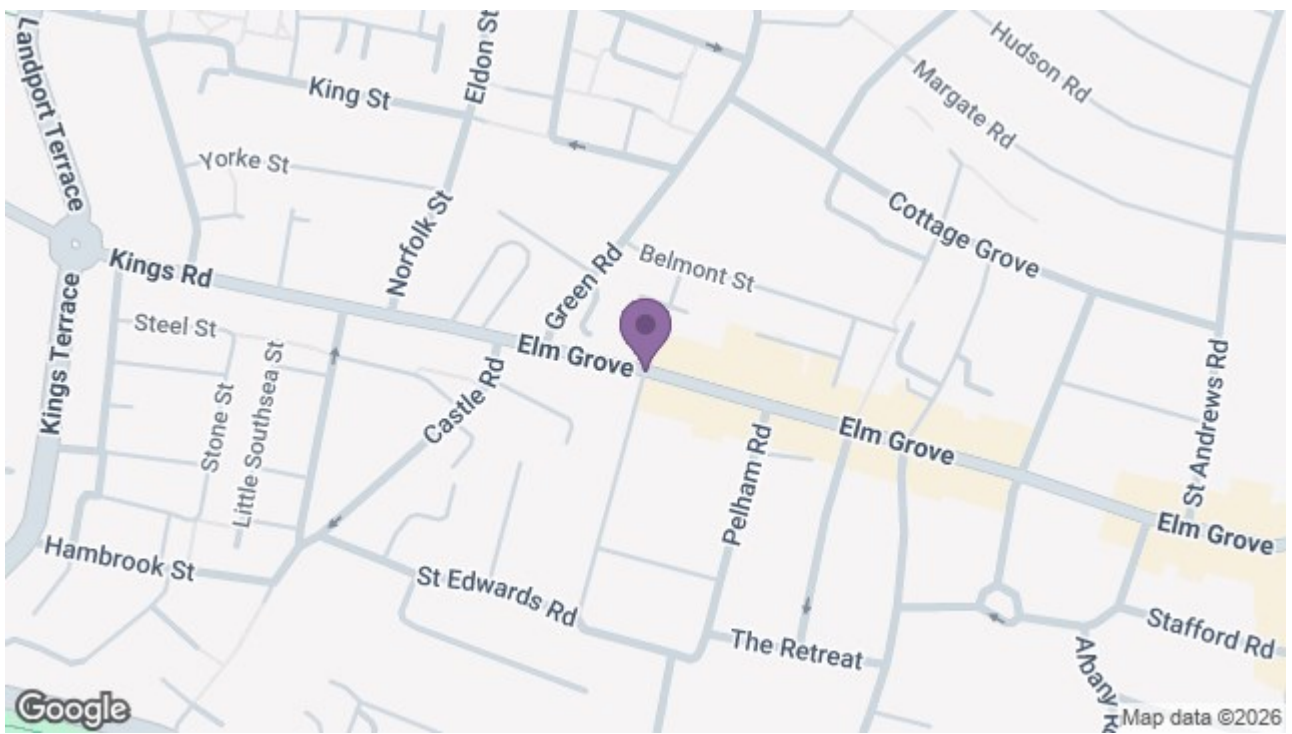 Landport Terrace
King St
Eldon St
Hudson Rd
Margate Rd
Yorke St
Norfolk St
Cottage Grove
Kings Rd
Green Rd
Belmont St
Kings Terrace
Steel St
Elm Grove
Little Southsea St
Stone St
Castle Rd
Elm Grove
St Andrews Rd
Pelham Rd
Elm Grove
Hambrook St
St Edwards Rd
The Retreat
Stafford Rd
Albany R
Google
Map data ©2026